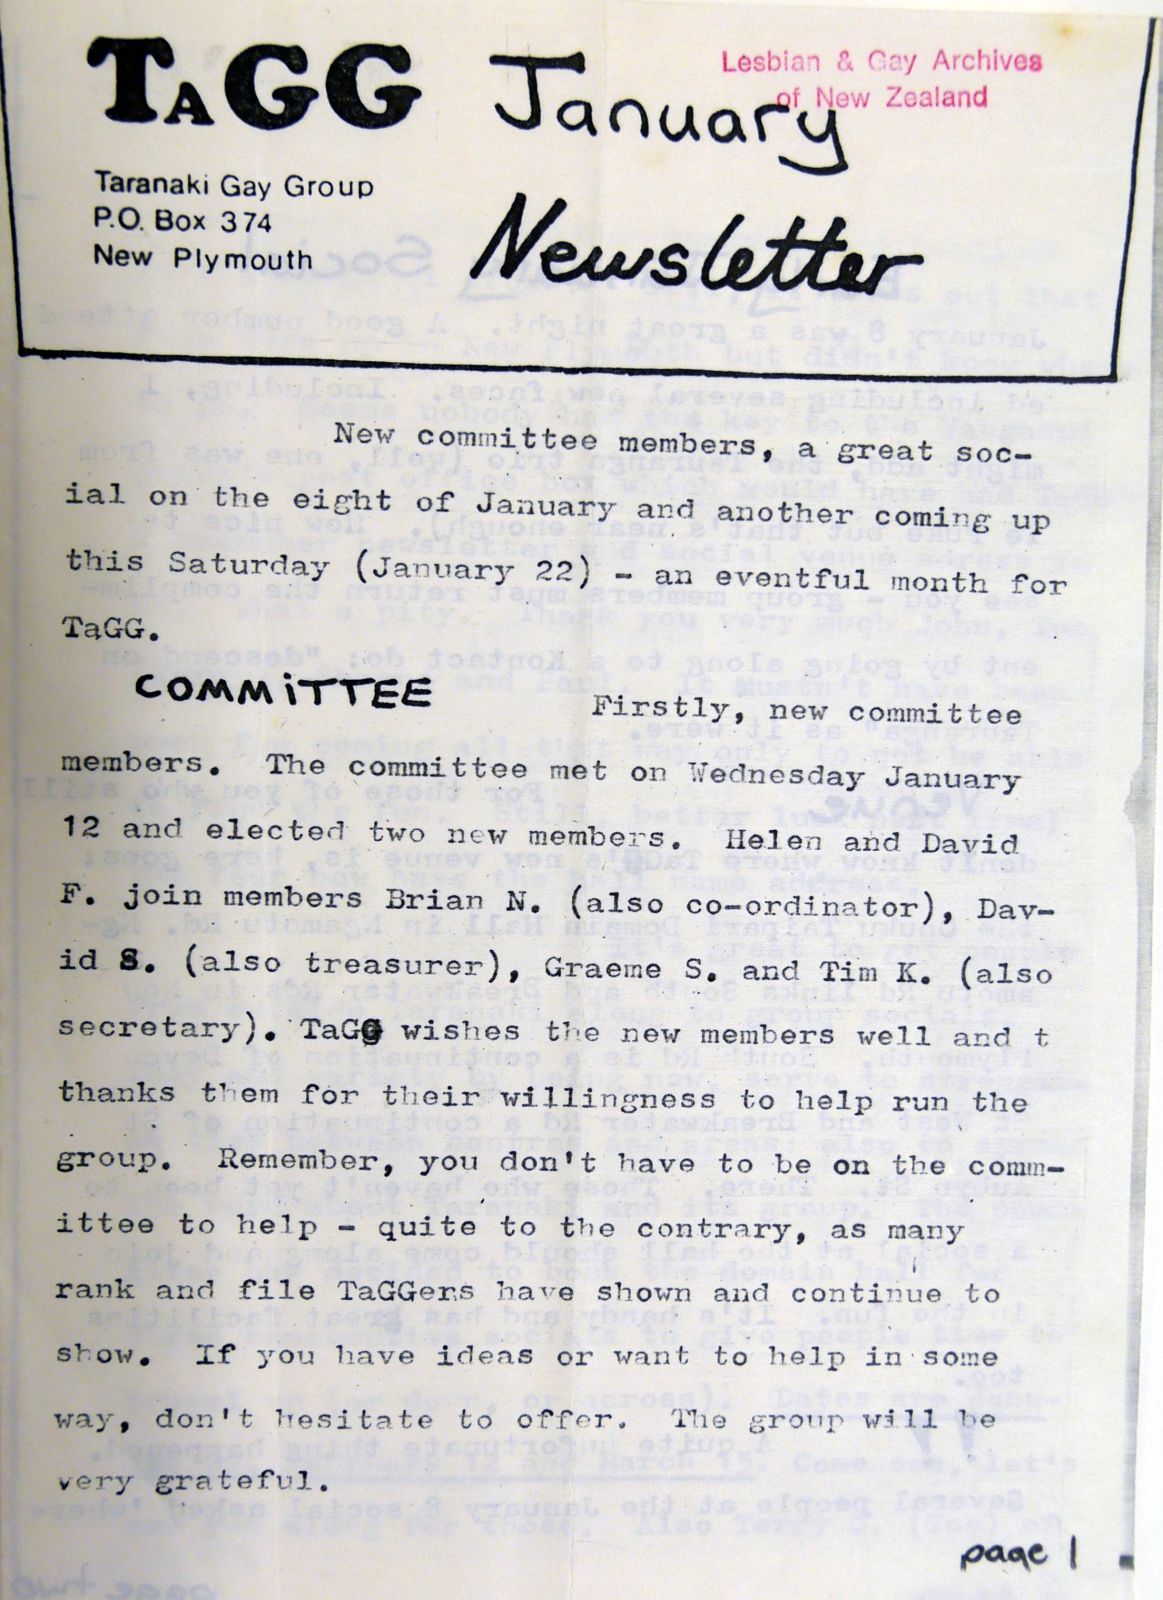 TAGG January
Lesbian & Gay Archives
of New Zealand
Taranaki Gay Group
P.O. Box 374
New Plymouth
Newsletter
New committee members, a great soc-
ial on the eight of January and another coming up
this Saturday (January 22) - an eventful month for
TaGG.
COMMiTTEE Firstly, new committee
members. The committee met on Wednesday January
12 and elected two new members. Helen and David
F. join members Brian N. (also co-ordinator), Dav-
id S. (also treasurer), Graeme S. and Tim K. (also
secretary). TaGG wishes the new members well and t
thanks them for their willingness to help run the
group. Remember, you don't have to be on the comm-
ittee to help - quite to the contrary, as many
rank and file TaGGers have shown and continue to
show. If you have ideas or want to help in some
way, don't hesitate to offer. The group will be
very grateful.
page 1